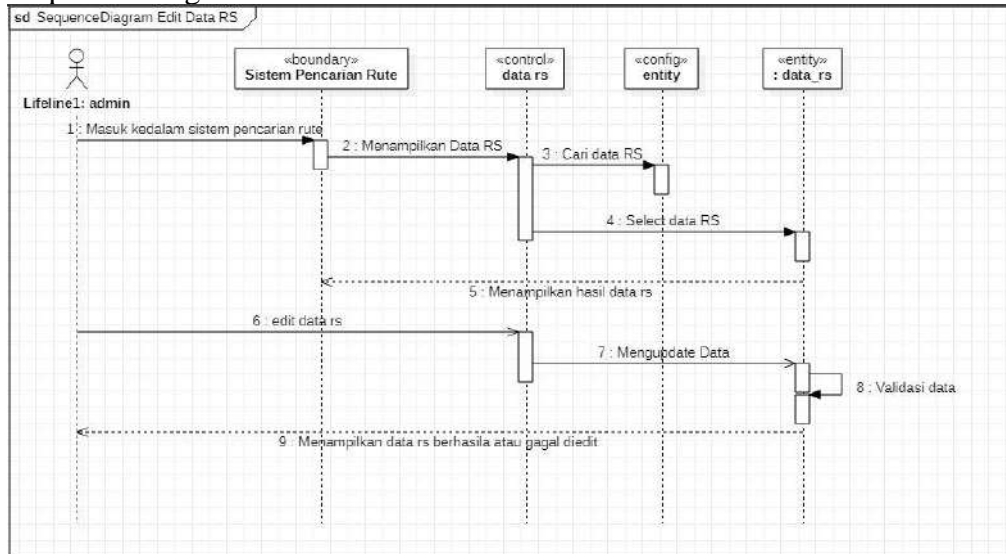 sd SequenceDiagram Edit Data RS
«boundary»
Sistem Pencarian Rute
«control»
data rs
«config»
entity
«entity»
: data_rs
Lifeline1: admin
1 : Masuk kedalam sistem pencarian rute
2 : Menampilkan Data RS
3 : Cari data RS
4 : Select data RS
5 : Menampilkan hasil data rs
6 : edit data rs
7 : Mengupdate Data
8 : Validasi data
9 : Menampilkan data rs berhasila atau gagal diedit